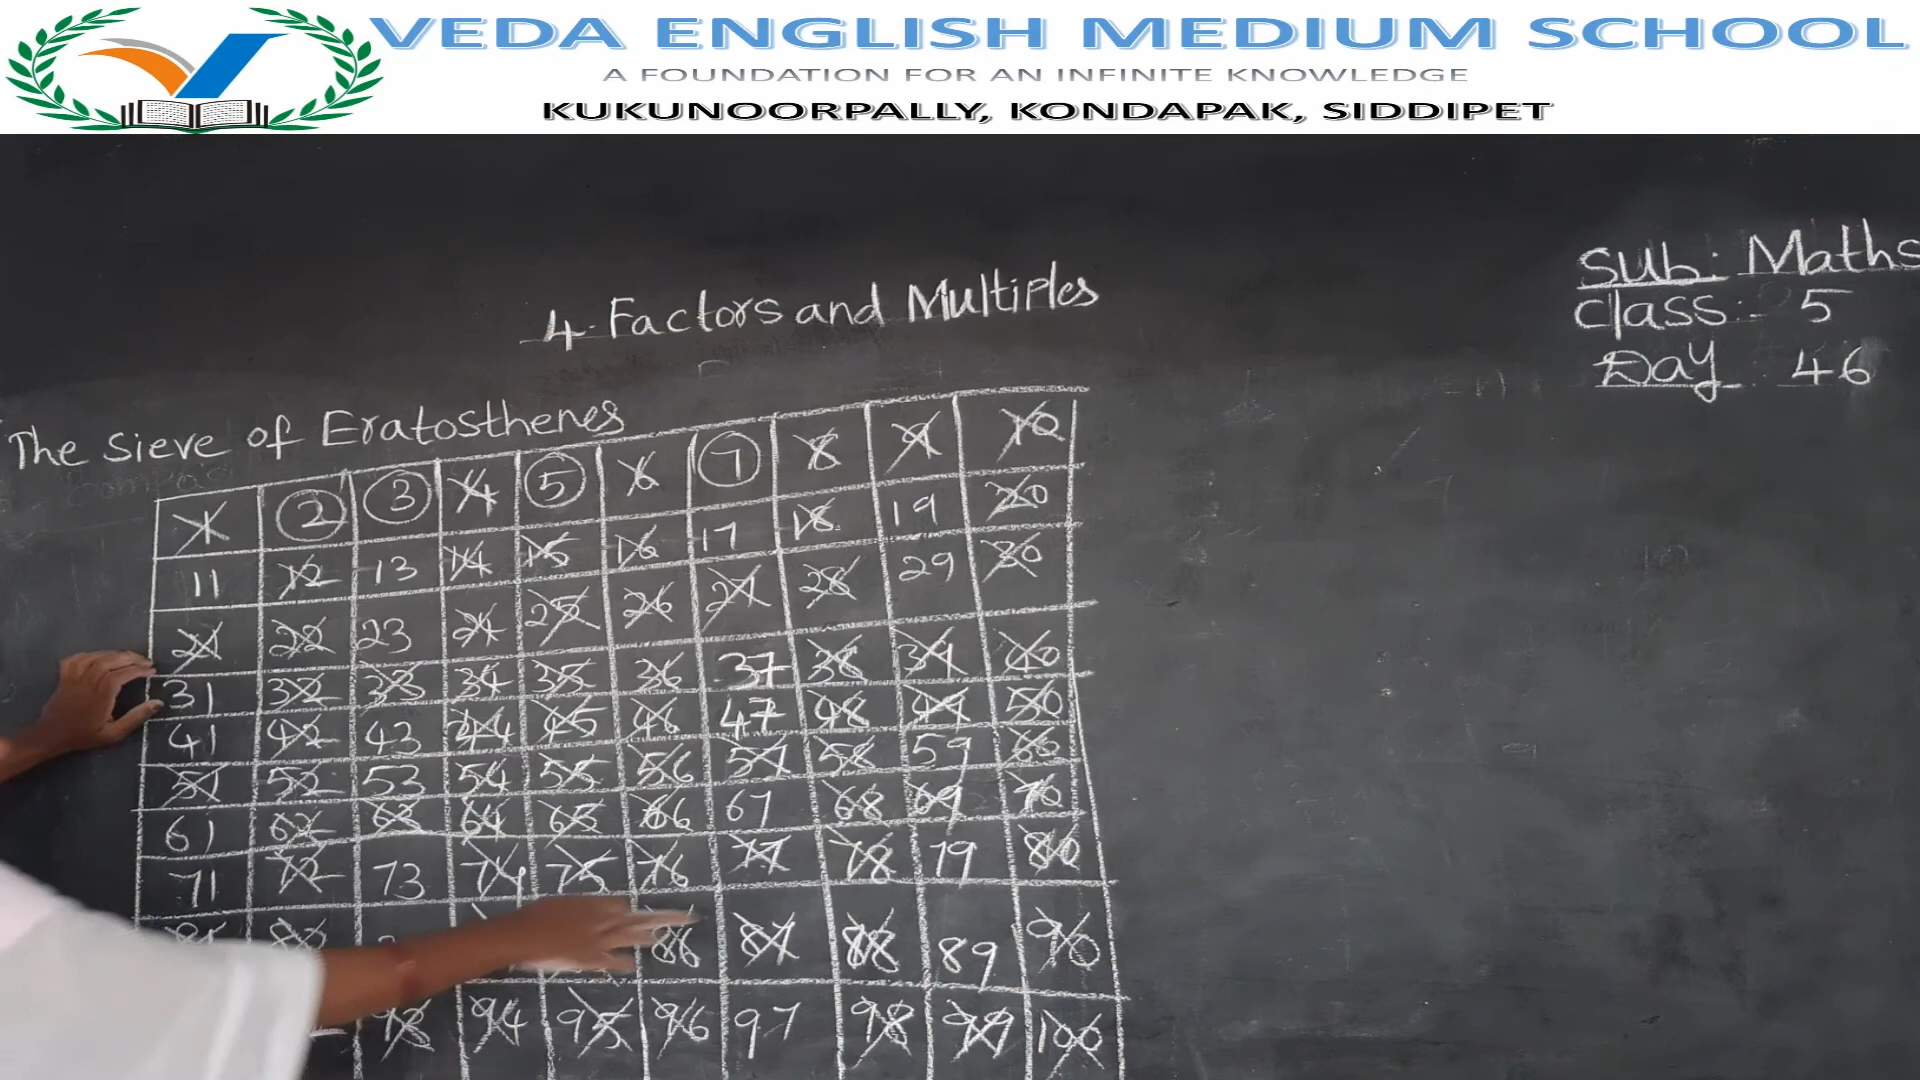 VEDA ENGLISH MEDIUM SCHOOL
A FOUNDATION FOR AN INFINITE KNOWLEDGE
KUKUNOORPALLY, KONDAPAK, SIDDIPET
Sub: Maths
Class: 5
Day 46
4. Factors and Multiples
The Sieve of Eratosthenes
1 2 3 4 5 6 7 8 9 10
11 12 13 14 15 16 17 18 19 20
21 22 23 24 25 26 27 28 29 30
31 32 33 34 35 36 37 38 39 40
41 42 43 44 45 46 47 48 49 50
51 52 53 54 55 56 57 58 59 60
61 62 63 64 65 66 67 68 69 70
71 72 73 74 75 76 77 78 79 80
86 87 88 89 90
93 94 95 96 97 98 99 100